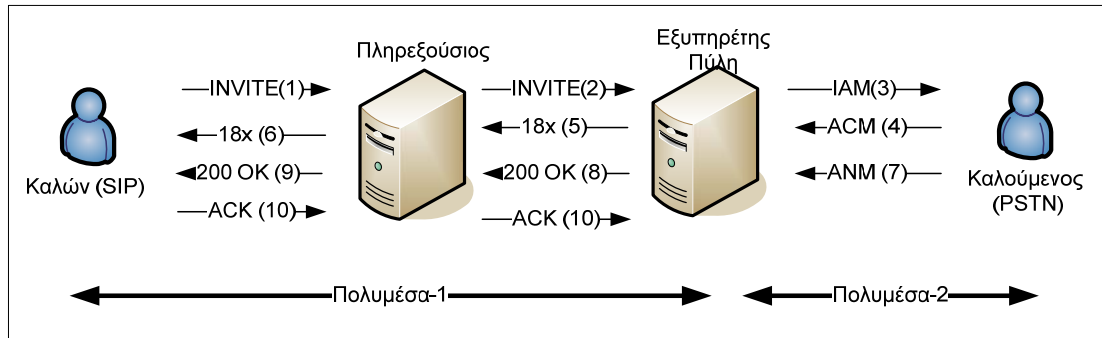 Πληρεξούσιος
Εξυπηρέτης
Πύλη
INVITE(1)
INVITE(2)
IAM(3)
18x (6)
18x (5)
ACM (4)
200 OK (9)
200 OK (8)
ANM (7)
Καλών (SIP)
Καλούμενος
(PSTN)
ACK (10)
ACK (10)
Πολυμέσα-1
Πολυμέσα-2